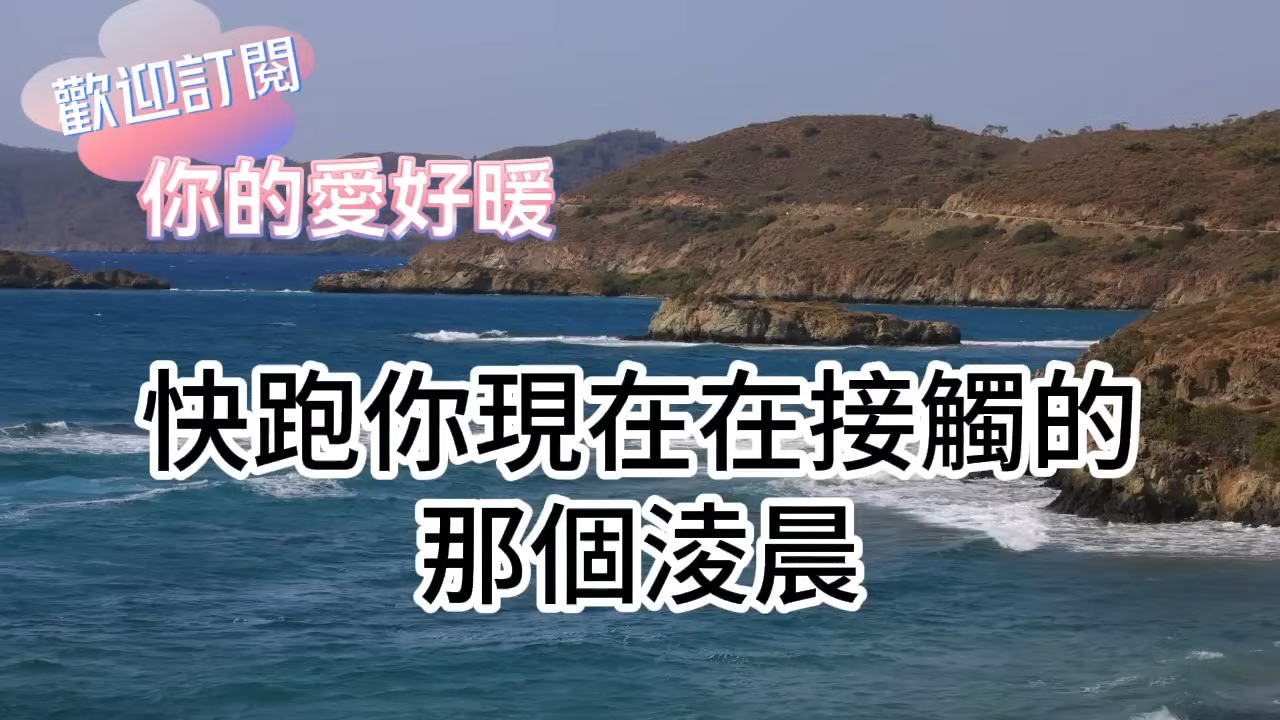 歡迎訂閱
你的愛好暖
快跑你現在在接觸的
那個淩晨